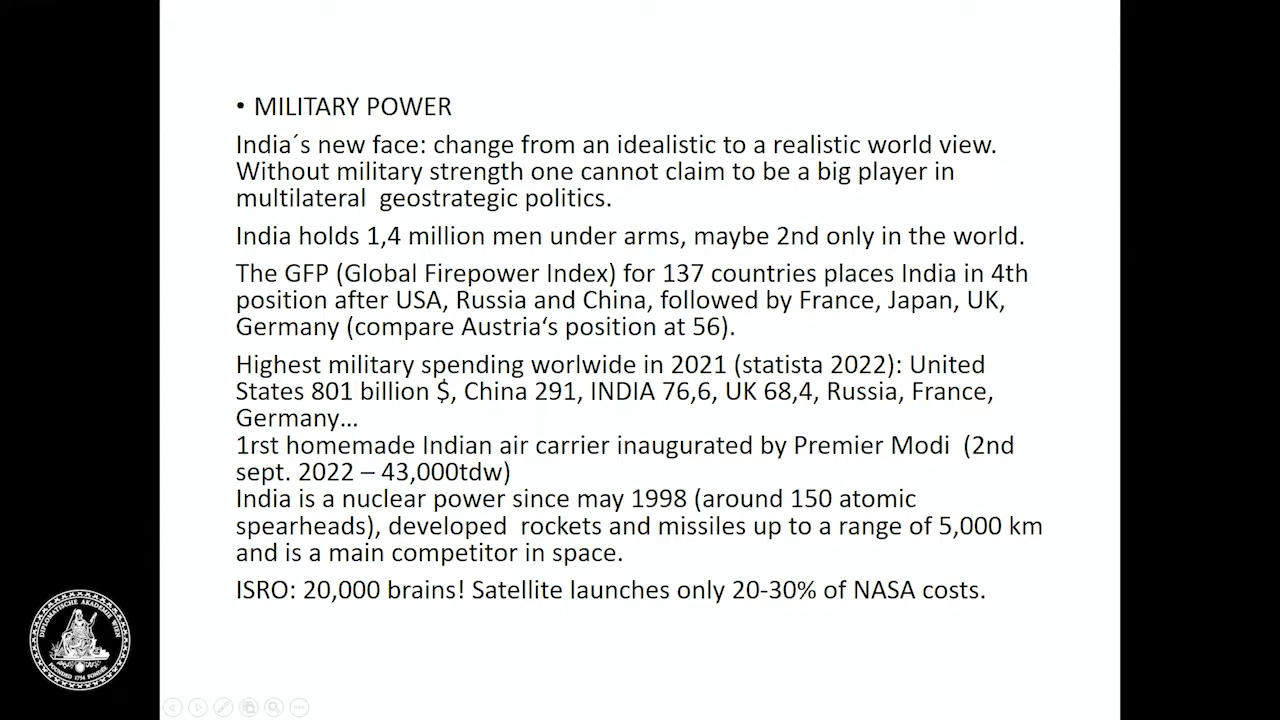 • MILITARY POWER
India´s new face: change from an idealistic to a realistic world view.
Without military strength one cannot claim to be a big player in
multilateral  geostrategic politics.
India holds 1,4 million men under arms, maybe 2nd only in the world.
The GFP (Global Firepower Index) for 137 countries places India in 4th
position after USA, Russia and China, followed by France, Japan, UK,
Germany (compare Austria‘s position at 56).
Highest military spending worlwide in 2021 (statista 2022): United
States 801 billion $, China 291, INDIA 76,6, UK 68,4, Russia, France,
Germany…
1rst homemade Indian air carrier inaugurated by Premier Modi  (2nd
sept. 2022 – 43,000tdw)
India is a nuclear power since may 1998 (around 150 atomic
spearheads), developed  rockets and missiles up to a range of 5,000 km
and is a main competitor in space.
ISRO: 20,000 brains! Satellite launches only 20-30% of NASA costs.
DIPLOMATISCHE AKADEMIE WIEN
FOUNDED 1754 FONDÉE